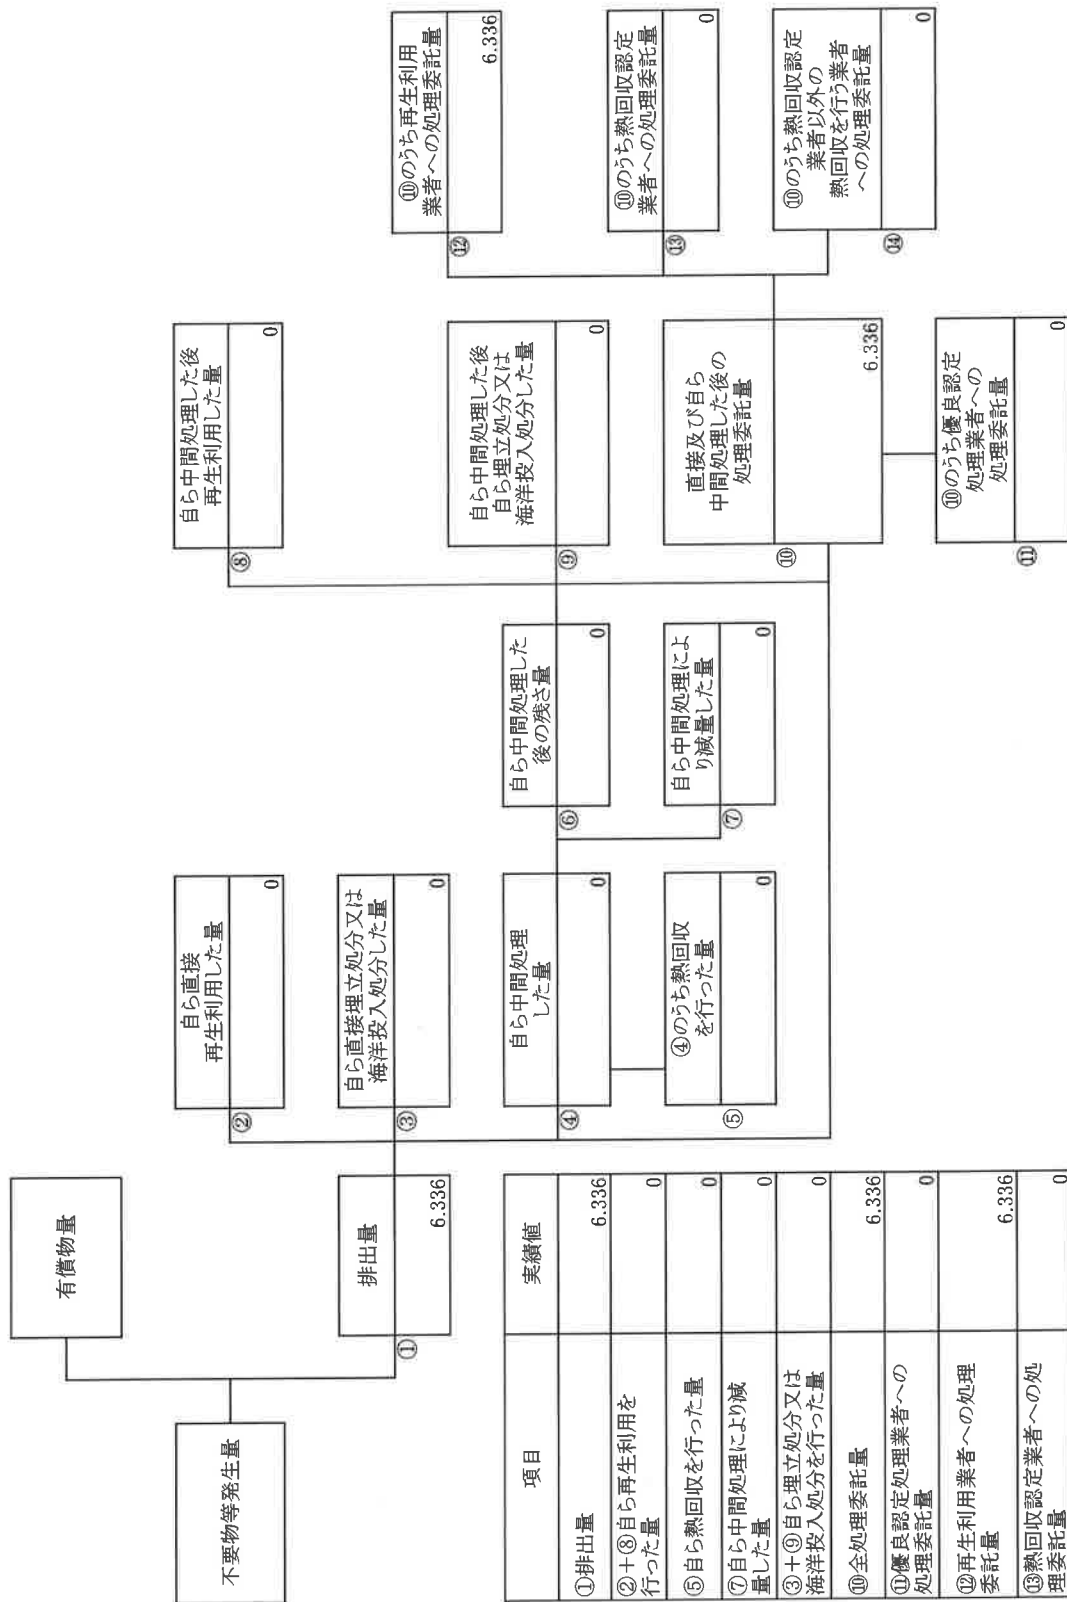 不要物等発生量
有償物量
排出量
①
6.336
自ら直接
再生利用した量
②
0
自ら直接埋立処分又は
海洋投入処分した量
③
0
自ら中間処理
した量
④
0
④のうち熱回収
を行った量
⑤
0
自ら中間処理した
後の残さ量
⑥
0
自ら中間処理によ
り減量した量
⑦
0
自ら中間処理した後
再生利用した量
⑧
0
自ら中間処理した後
自ら埋立処分又は
海洋投入処分した量
⑨
0
直接及び自ら
中間処理した後の
処理委託量
⑩
6.336
⑩のうち優良認定
処理業者への
処理委託量
⑪
0
⑩のうち再生利用
業者への処理委託量
⑫
6.336
⑩のうち熱回収認定
業者への処理委託量
⑬
0
⑩のうち熱回収認定
業者以外の
熱回収を行う業者
への処理委託量
⑭
0
項目 実績値
①排出量 6.336
②+⑧自ら再生利用を
行った量 0
⑤自ら熱回収を行った量 0
⑦自ら中間処理により減
量した量 0
③+⑨自ら埋立処分又は
海洋投入処分を行った量 0
⑩全処理委託量 6.336
⑪優良認定処理業者への
処理委託量 0
⑫再生利用業者への処理
委託量 6.336
⑬熱回収認定業者への処
理委託量 0